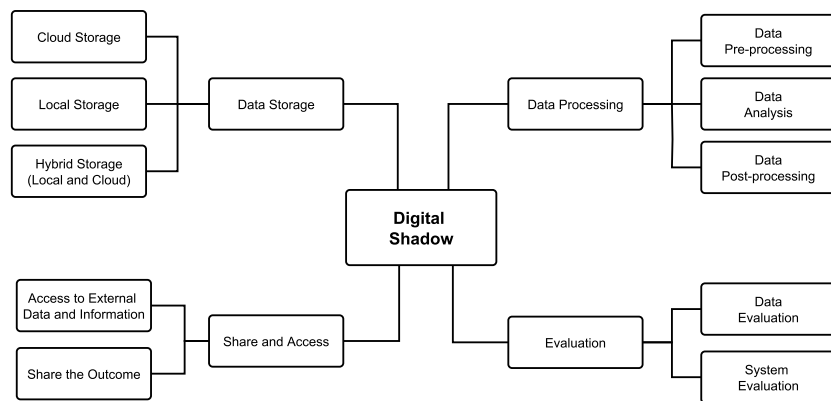 Cloud Storage
Local Storage
Hybrid Storage
(Local and Cloud)
Data Storage
Data Processing
Data
Pre-processing
Data
Analysis
Data
Post-processing
Digital
Shadow
Access to External
Data and Information
Share the Outcome
Share and Access
Evaluation
Data
Evaluation
System
Evaluation